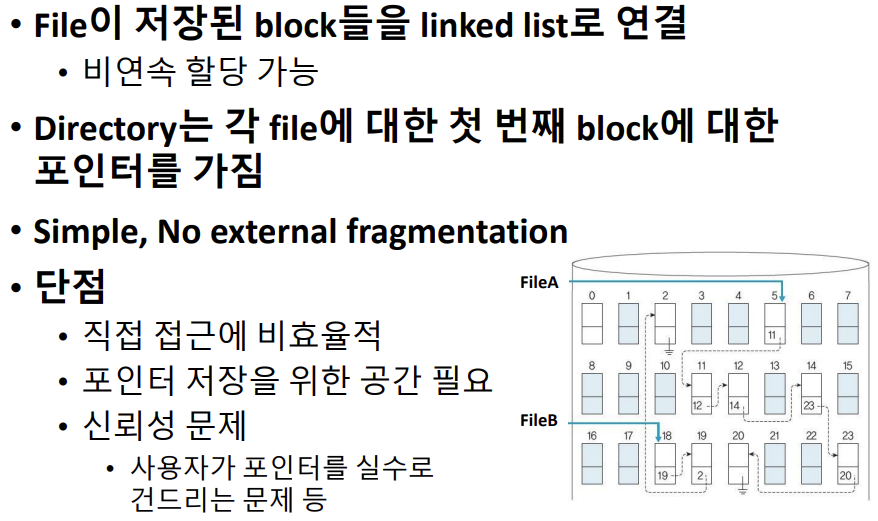 • File이 저장된 block들을 linked list로 연결
• 비연속 할당 가능
• Directory는 각 file에 대한 첫 번째 block에 대한
포인터를 가짐
• Simple, No external fragmentation
• 단점
• 직접 접근에 비효율적
• 포인터 저장을 위한 공간 필요
• 신뢰성 문제
• 사용자가 포인터를 실수로
건드리는 문제 등
FileA
0 1 2 3 4 5 6 7
11
8 9 10 11 12 13 14 15
12 14 23
FileB
16 17 18 19 20 21 22 23
19 2 20